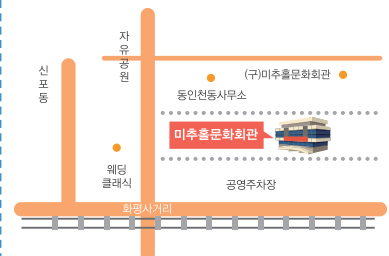 자유공원
신포동
(구)미추홀문화회관
동인천동사무소
미추홀문화회관
웨딩
클래식
공영주차장
화평사거리